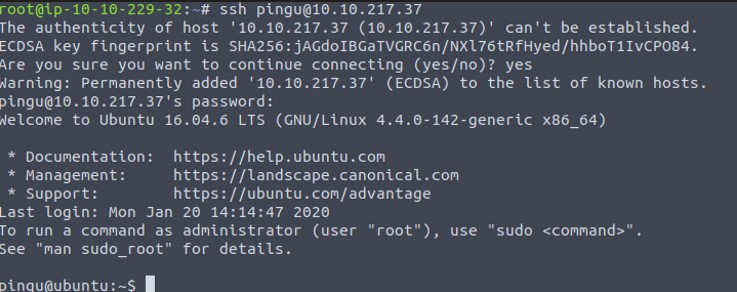 root@ip-10-10-229-32:~# ssh pingu@10.10.217.37
The authenticity of host '10.10.217.37 (10.10.217.37)' can't be established.
ECDSA key fingerprint is SHA256:jAGdoIBGaTVGRC6n/NXl76tRfHyed/hhboT1IvCPO84.
Are you sure you want to continue connecting (yes/no)? yes
Warning: Permanently added '10.10.217.37' (ECDSA) to the list of known hosts.
pingu@10.10.217.37's password:
Welcome to Ubuntu 16.04.6 LTS (GNU/Linux 4.4.0-142-generic x86_64)
* Documentation:  https://help.ubuntu.com
* Management:     https://landscape.canonical.com
* Support:        https://ubuntu.com/advantage
Last login: Mon Jan 20 14:14:47 2020
To run a command as administrator (user "root"), use "sudo <command>".
See "man sudo_root" for details.
pingu@ubuntu:~$